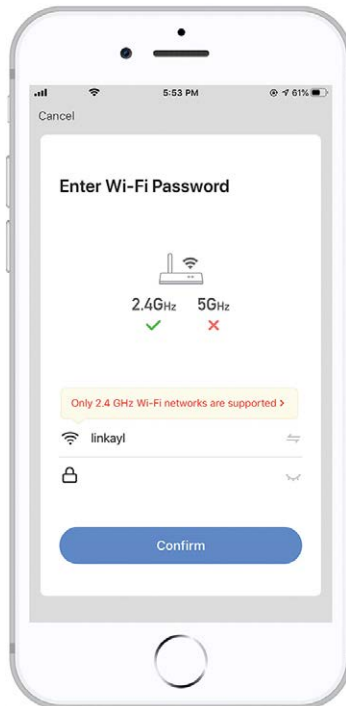 5:53 PM
61%
Cancel
Enter Wi-Fi Password
2.4GHz 5GHz
Only 2.4 GHz Wi-Fi networks are supported >
linkayl
Confirm